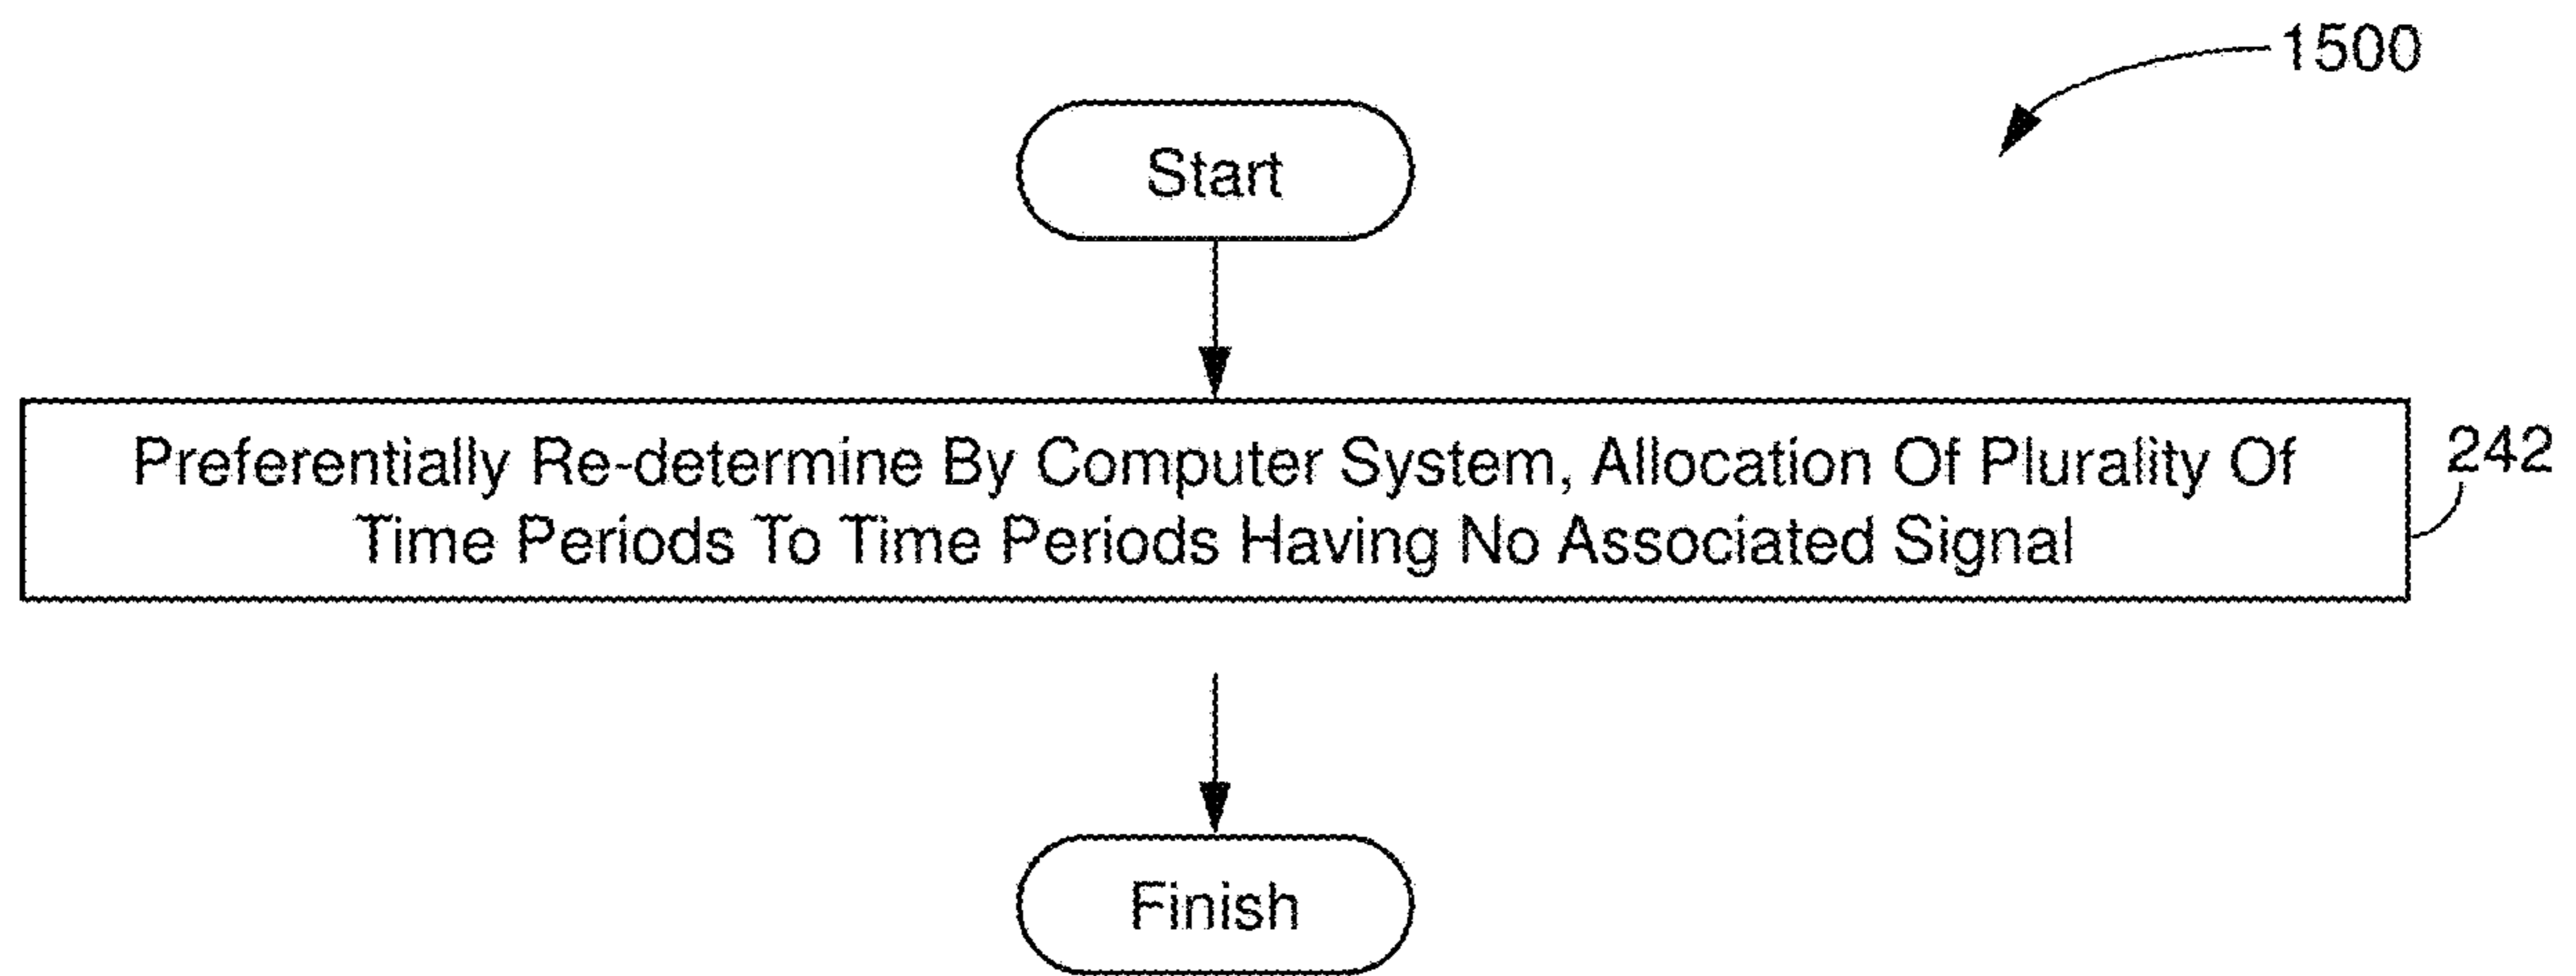 1500
Start
Preferentially Re-determine By Computer System, Allocation Of Plurality Of
Time Periods To Time Periods Having No Associated Signal
242
Finish